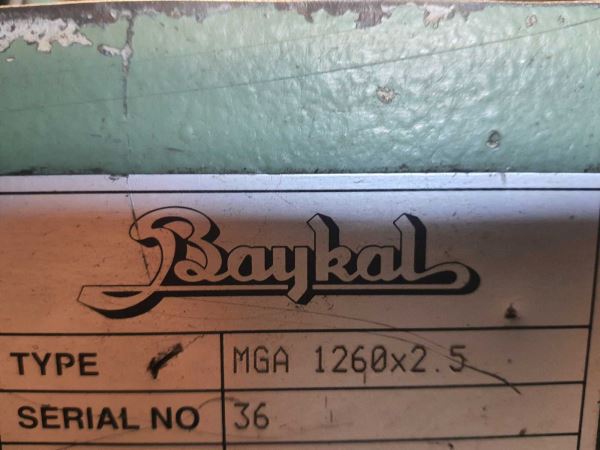 Baykal
TYPE MGA 1260x2.5
SERIAL NO 36